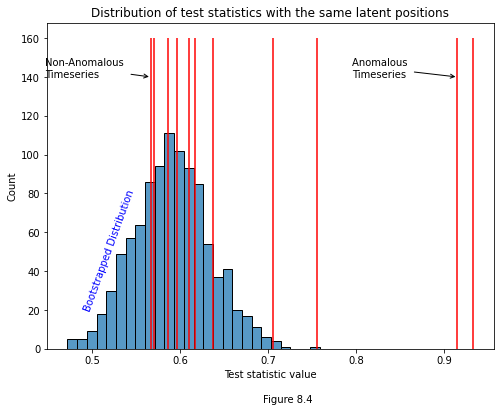 Distribution of test statistics with the same latent positions
160
140
120
100
80
60
40
20
0
Count
Non-Anomalous
Timeseries
Anomalous
Timeseries
Bootstrapped Distribution
0.5
0.6
0.7
0.8
0.9
Test statistic value
Figure 8.4